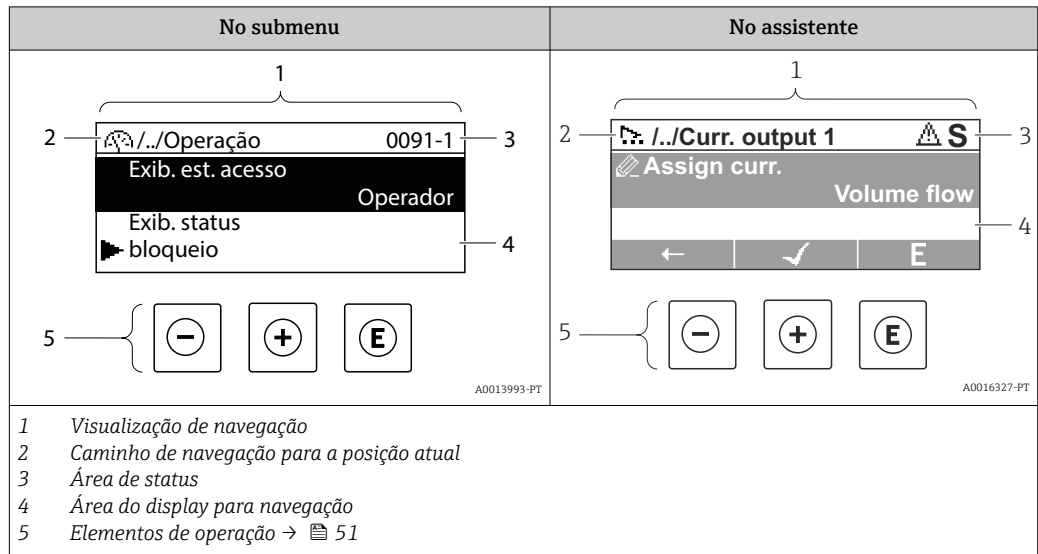 No submenu
No assistente
1
2
/../Operação 0091-1
3
Exib. est. acesso
Operador
Exib. status
bloqueio
4
5
E
A0013993-PT
1
2
/../Curr. output 1 S
3
Assign curr.
Volume flow
4
E
5
E
A0016327-PT
1 Visualização de navegação
2 Caminho de navegação para a posição atual
3 Área de status
4 Área do display para navegação
5 Elementos de operação → 51